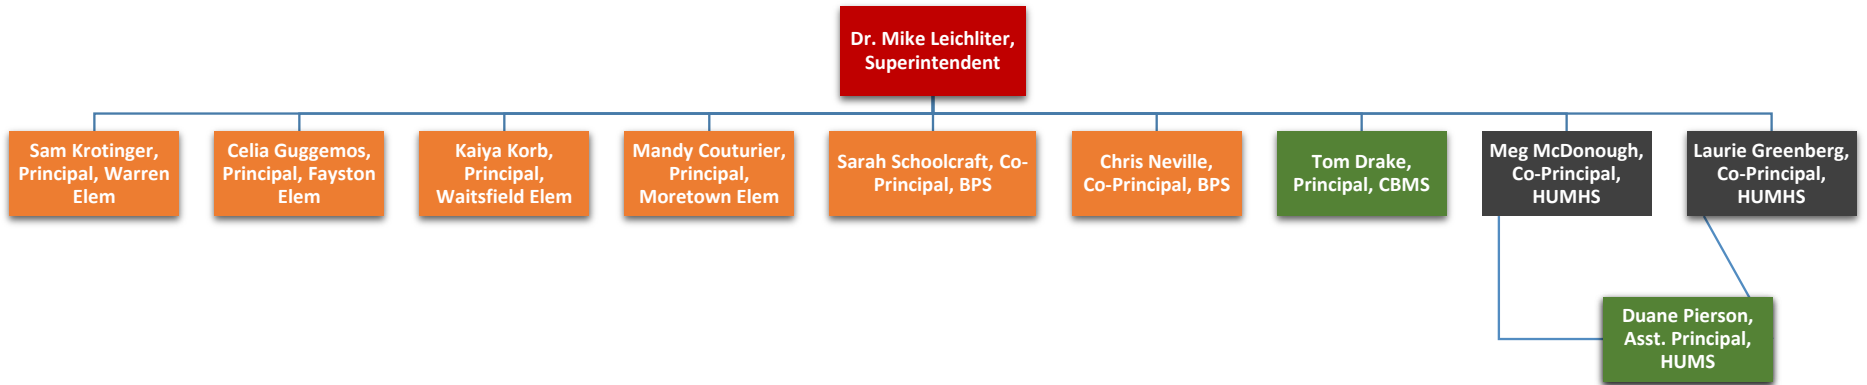 Dr. Mike Leichliter,
Superintendent
Sam Krotinger,
Principal, Warren
Elem
Celia Guggemos,
Principal, Fayston
Elem
Kaiya Korb,
Principal,
Waitsfield Elem
Mandy Couturier,
Principal,
Moretown Elem
Sarah Schoolcraft, Co-
Principal, BPS
Chris Neville,
Co-Principal, BPS
Tom Drake,
Principal, CBMS
Meg McDonough,
Co-Principal,
HUMHS
Laurie Greenberg,
Co-Principal,
HUMHS
Duane Pierson,
Asst. Principal,
HUMS